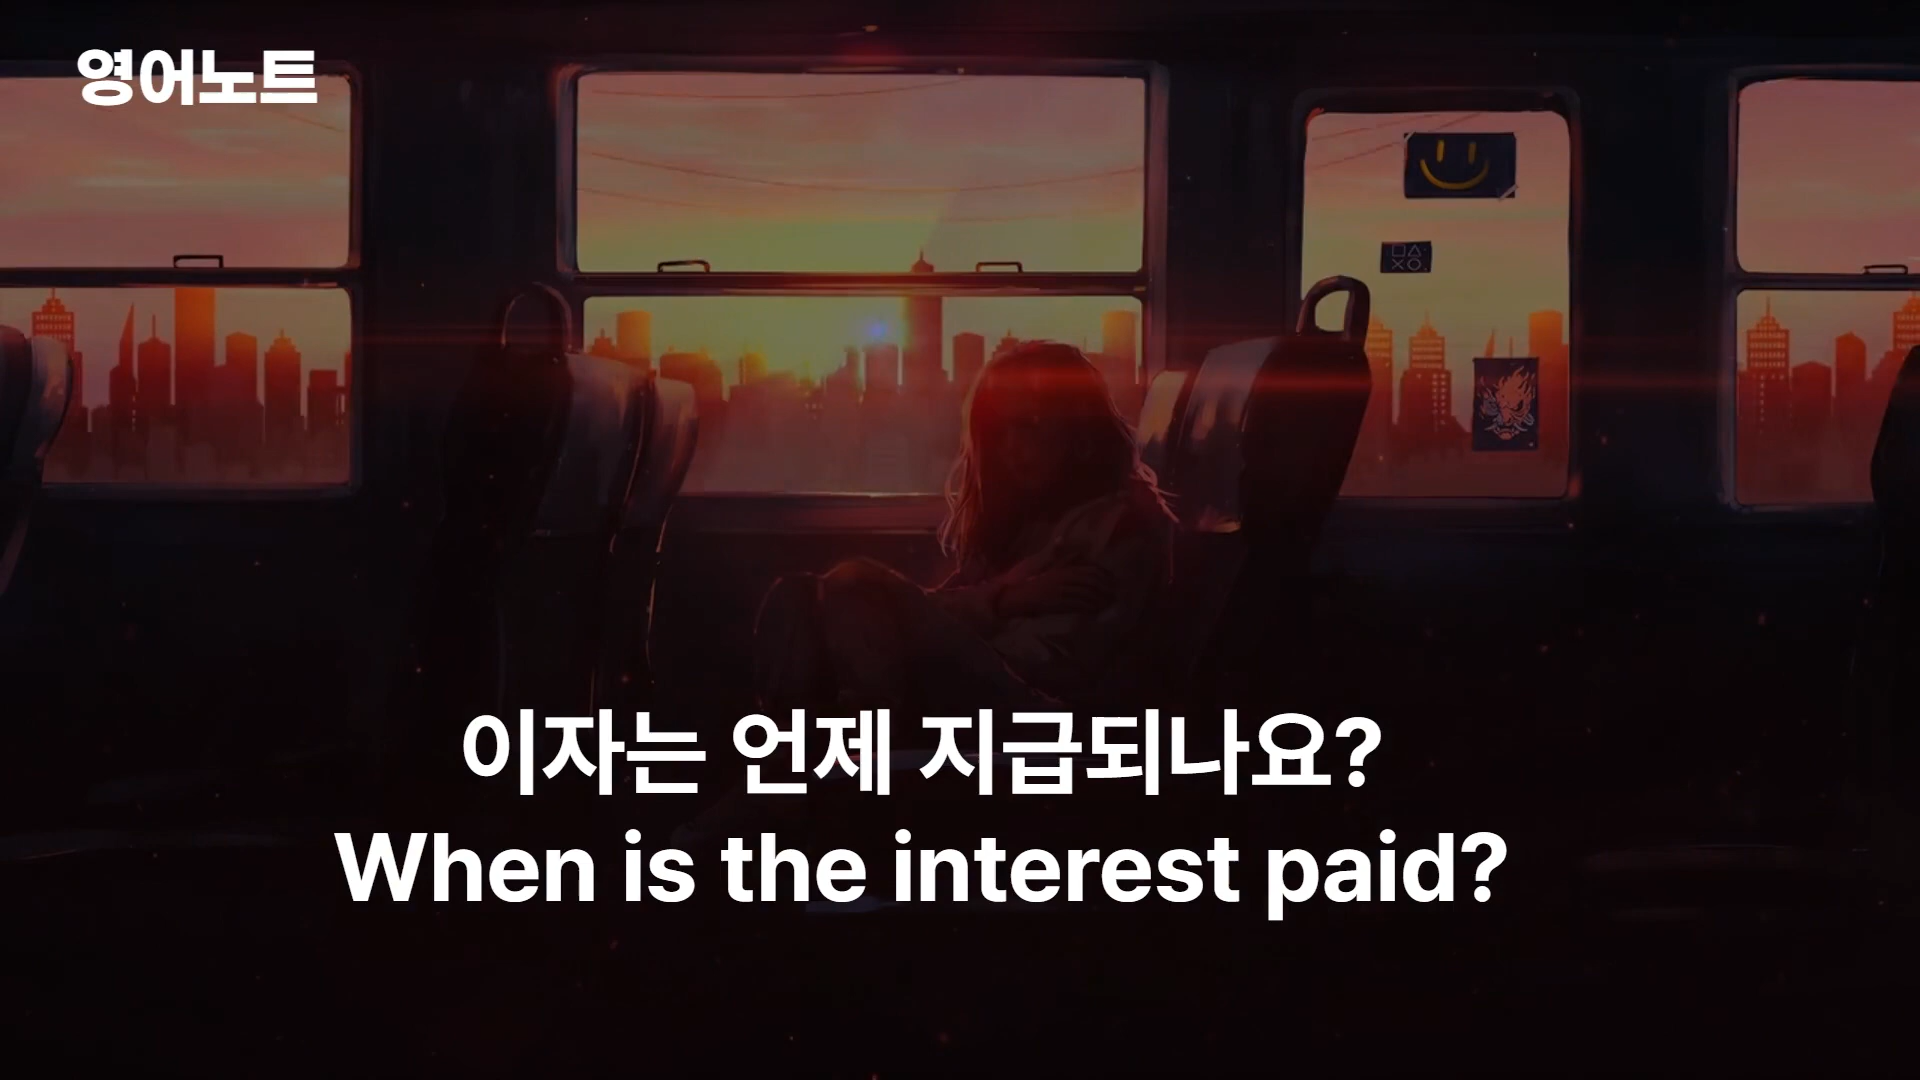 영어노트
이자는 언제 지급되나요?
When is the interest paid?